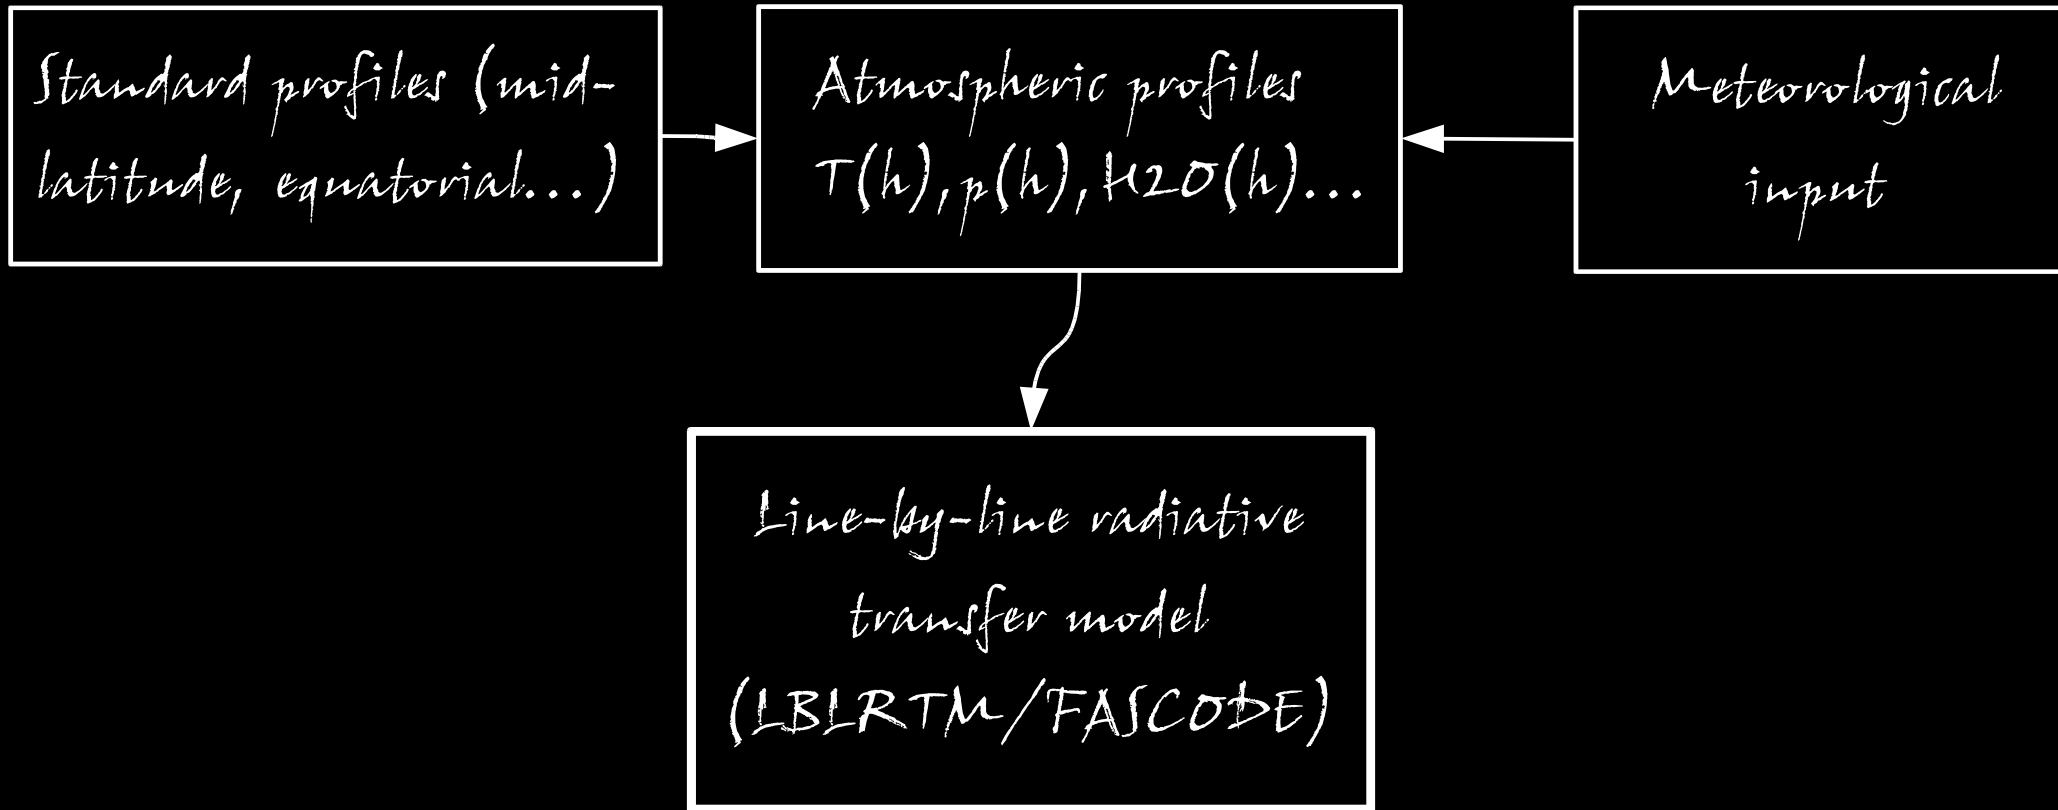 Standard profiles (mid-
latitude, equatorial...)
Atmospheric profiles
T(h), p(h), H2O(h)...
Meteorological
input
Line-by-line radiative
transfer model
(LBLRTM/FASCODE)